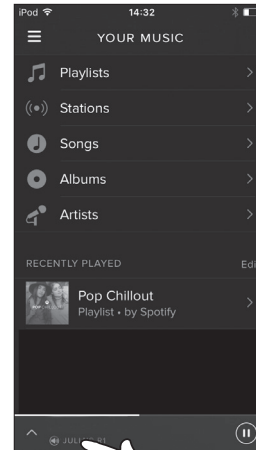 iPod 14:32
YOUR MUSIC
Playlists
Stations
Songs
Albums
Artists
RECENTLY PLAYED Edi
Pop Chillout
Playlist • by Spotify